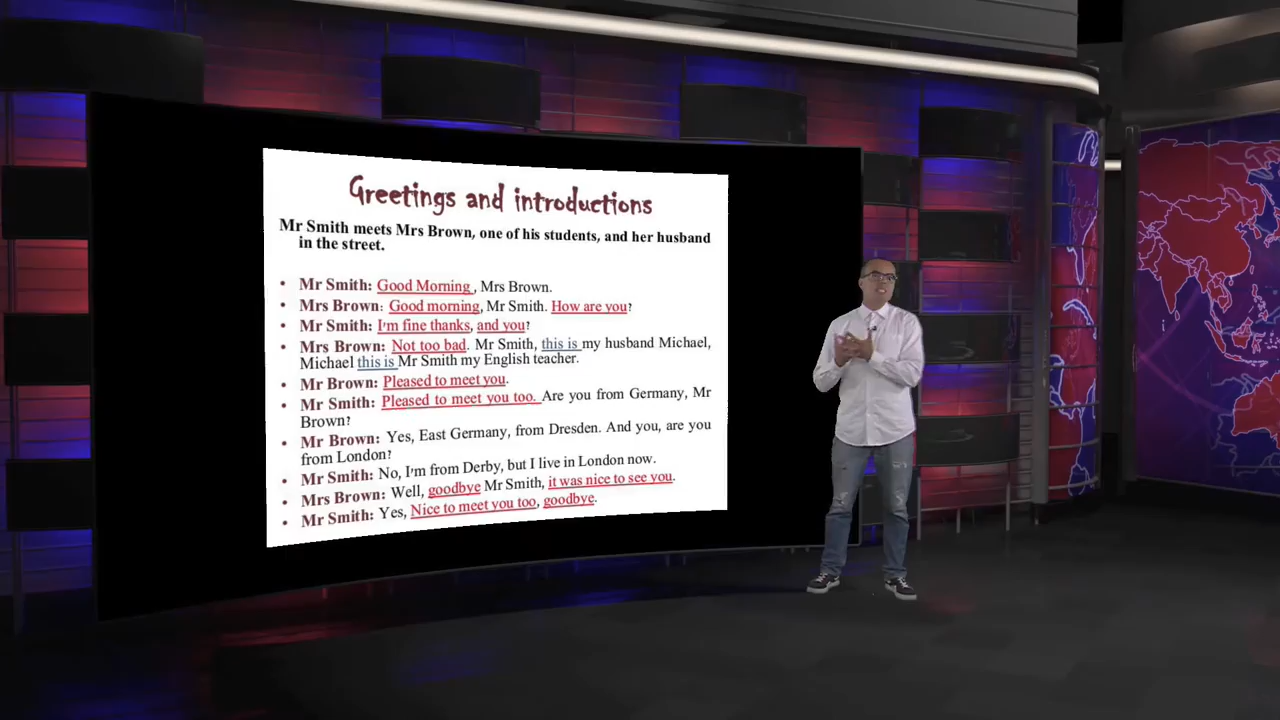 Greetings and introductions
Mr Smith meets Mrs Brown, one of his students, and her husband
in the street.
• Mr Smith: Good Morning , Mrs Brown.
• Mrs Brown: Good morning, Mr Smith. How are you?
• Mr Smith: I'm fine thanks, and you?
• Mrs Brown: Not too bad. Mr Smith, this is my husband Michael,
Michael this is Mr Smith my English teacher.
• Mr Brown: Pleased to meet you.
• Mr Smith: Pleased to meet you too. Are you from Germany, Mr
Brown?
• Mr Brown: Yes, East Germany, from Dresden. And you, are you
from London?
• Mr Smith: No, I'm from Derby, but I live in London now.
• Mrs Brown: Well, goodbye Mr Smith, it was nice to see you.
• Mr Smith: Yes, Nice to meet you too, goodbye.